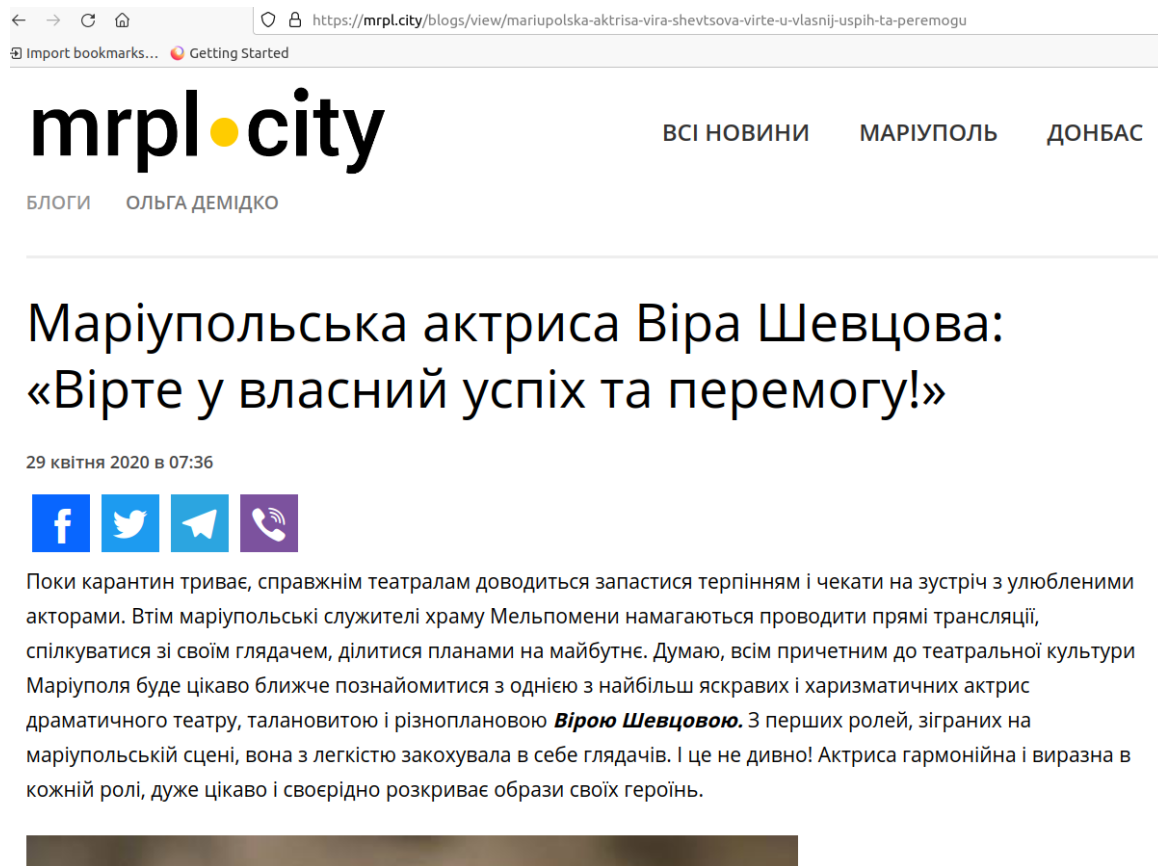 https://mrpl.city/blogs/view/mariupolska-aktrisa-vira-shevtsova-virte-u-vlasnij-uspih-ta-peremogu
Import bookmarks... Getting Started
mrpl city
ВСІ НОВИНИ МАРІУПОЛЬ ДОНБАС
БЛОГИ ОЛЬГА ДЕМІДКО
Маріупольська актриса Віра Шевцова:
«Вірте у власний успіх та перемогу!»
29 квітня 2020 в 07:36
Поки карантин триває, справжнім театралам доводиться запастися терпінням і чекати на зустріч з улюбленими
акторами. Втім маріупольські служителі храму Мельпомени намагаються проводити прямі трансляції,
спілкуватися зі своїм глядачем, ділитися планами на майбутнє. Думаю, всім причетним до театральної культури
Маріуполя буде цікаво ближче познайомитися з однією з найбільш яскравих і харизматичних актрис
драматичного театру, талановитою і різноплановою Вірою Шевцовою. З перших ролей, зіграних на
маріупольській сцені, вона з легкістю закохувала в себе глядачів. І це не дивно! Актриса гармонійна і виразна в
кожній ролі, дуже цікаво і своєрідно розкриває образи своїх героїнь.